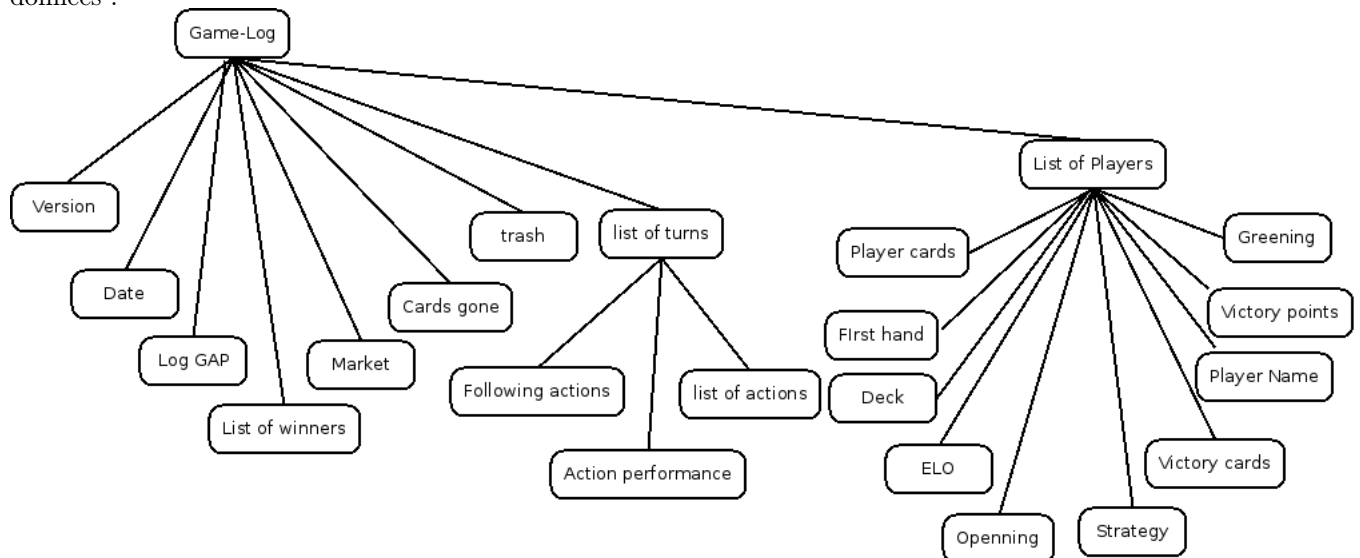 données :
Game-Log
List of Players
Version
trash
list of turns
Player cards
Greening
Date
Cards gone
Victory points
Log GAP
Market
FIrst hand
Following actions
list of actions
Deck
Player Name
List of winners
Action performance
ELO
Victory cards
Openning
Strategy